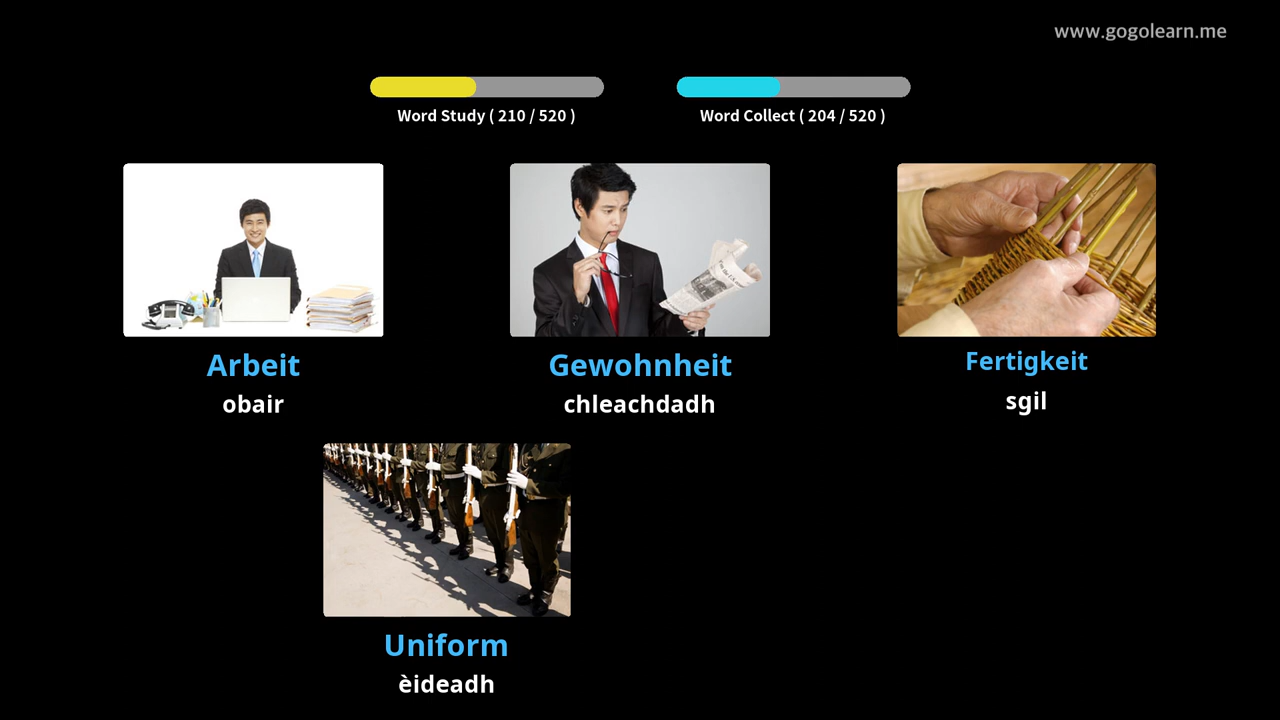 www.gogolearn.me
Word Study ( 210 / 520 )
Word Collect ( 204 / 520 )
Arbeit
obair
Gewohnheit
chleachdadh
Fertigkeit
sgil
Uniform
èideadh